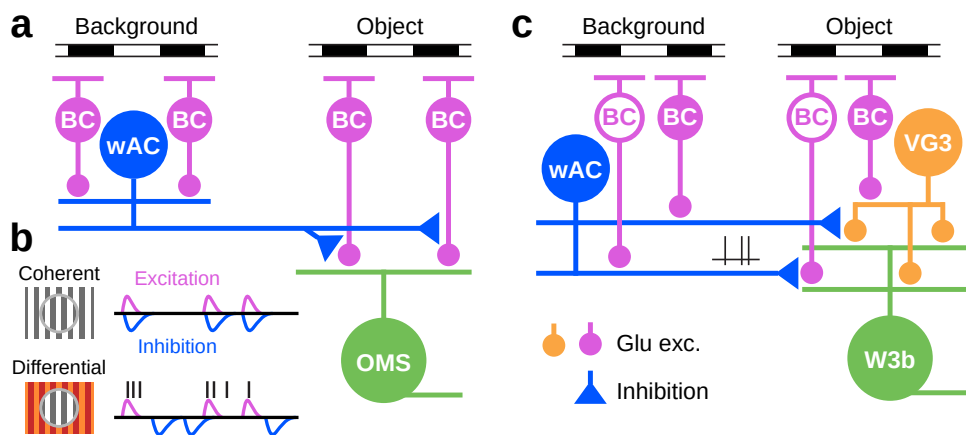 a
Background
Object
BC
BC
wAC
BC
BC
b
Coherent
Excitation
Inhibition
Differential
OMS
c
Background
Object
BC
BC
BC
BC
wAC
VG3
Glu exc.
Inhibition
W3b